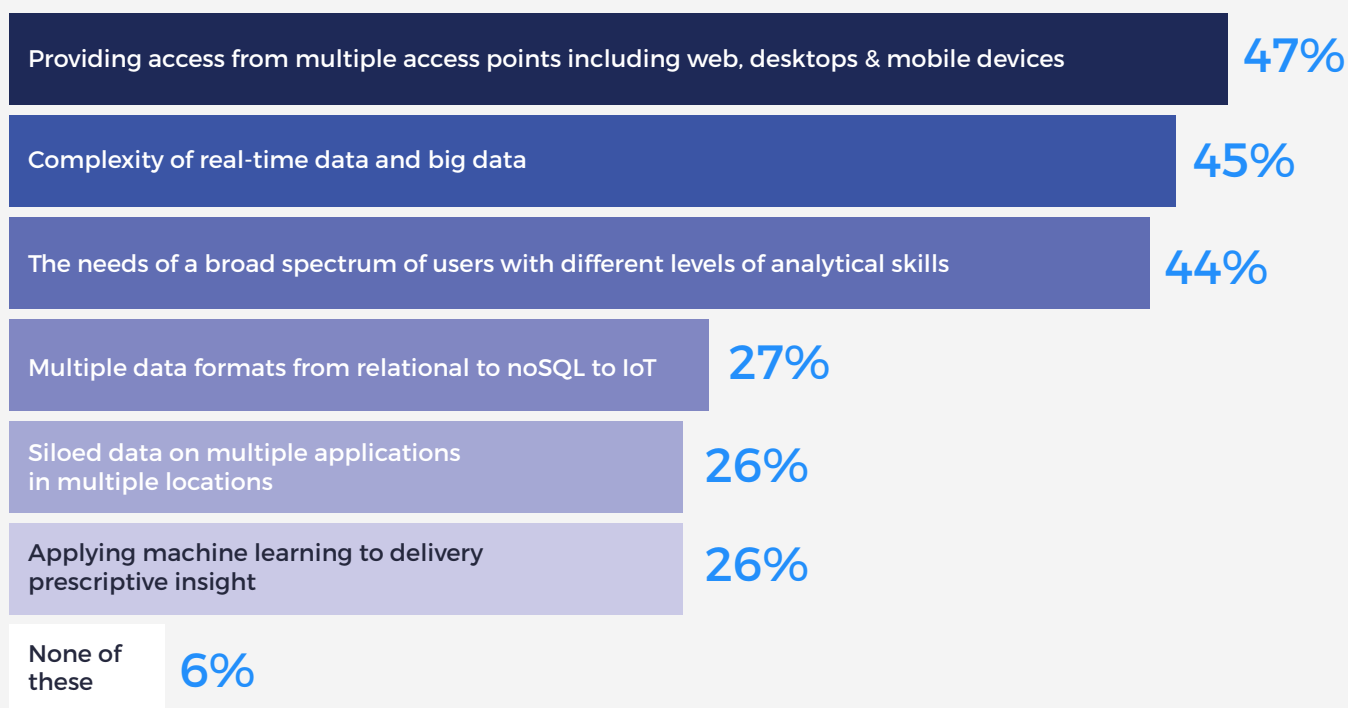 Providing access from multiple access points including web, desktops & mobile devices
47%
Complexity of real-time data and big data
45%
The needs of a broad spectrum of users with different levels of analytical skills
44%
Multiple data formats from relational to noSQL to IoT
27%
Siloed data on multiple applications
in multiple locations
26%
Applying machine learning to delivery
prescriptive insight
26%
None of
these
6%